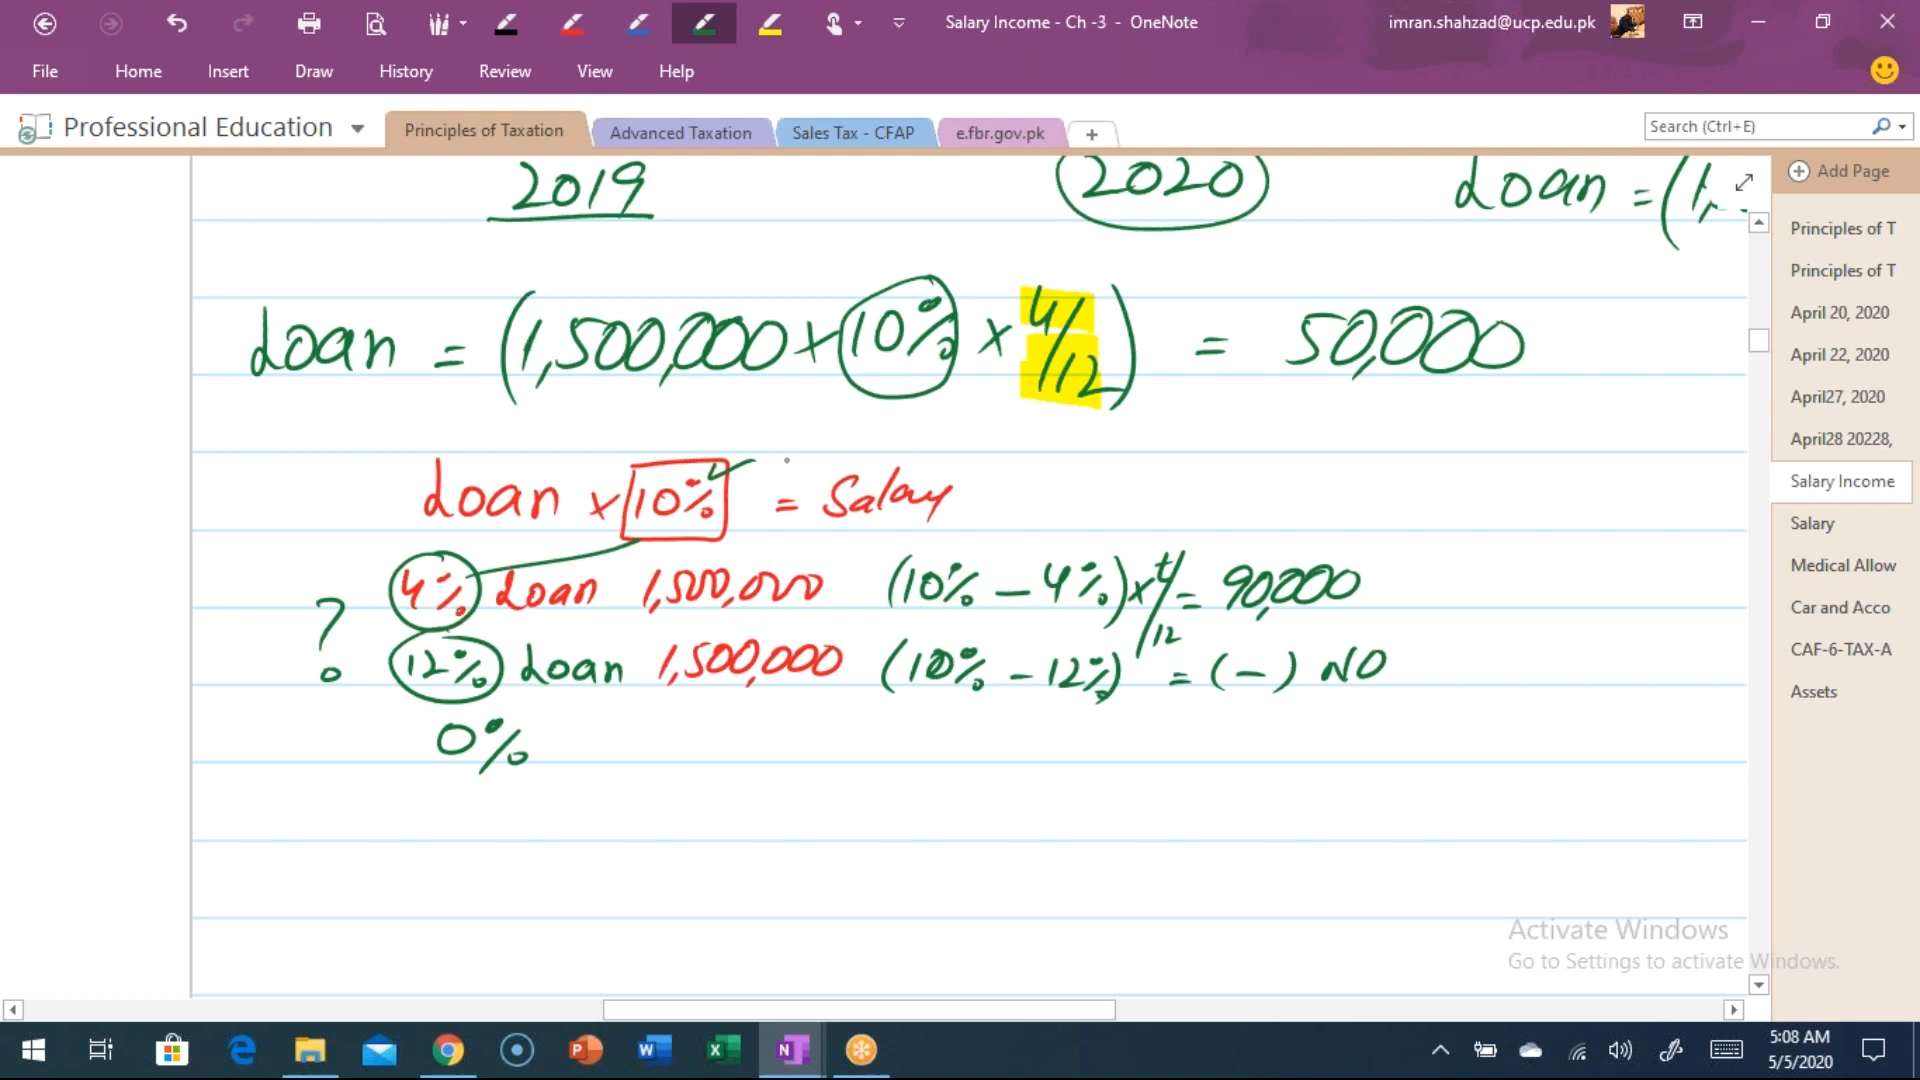 Salary Income - Ch -3 - OneNote
imran.shahzad@ucp.edu.pk
File Home Insert Draw History Review View Help
Professional Education
Principles of Taxation Advanced Taxation Sales Tax - CFAP e.fbr.gov.pk +
Search (Ctrl+E)
Add Page
Principles of T
Principles of T
April 20, 2020
April 22, 2020
April27, 2020
April28 20228,
Salary Income
Salary
Medical Allow
Car and Acco
CAF-6-TAX-A
Assets
2019 2020 Loan = (1,
Loan = (1,500,000 × 10% × 4/12) = 50,000
Loan × 10% = Salary
4% Loan 1,500,000 (10% - 4%) × 4/12 = 90,000
? 12% Loan 1,500,000 (10% - 12%) = (-) NO
0%
Activate Windows
Go to Settings to activate Windows.
5:08 AM
5/5/2020